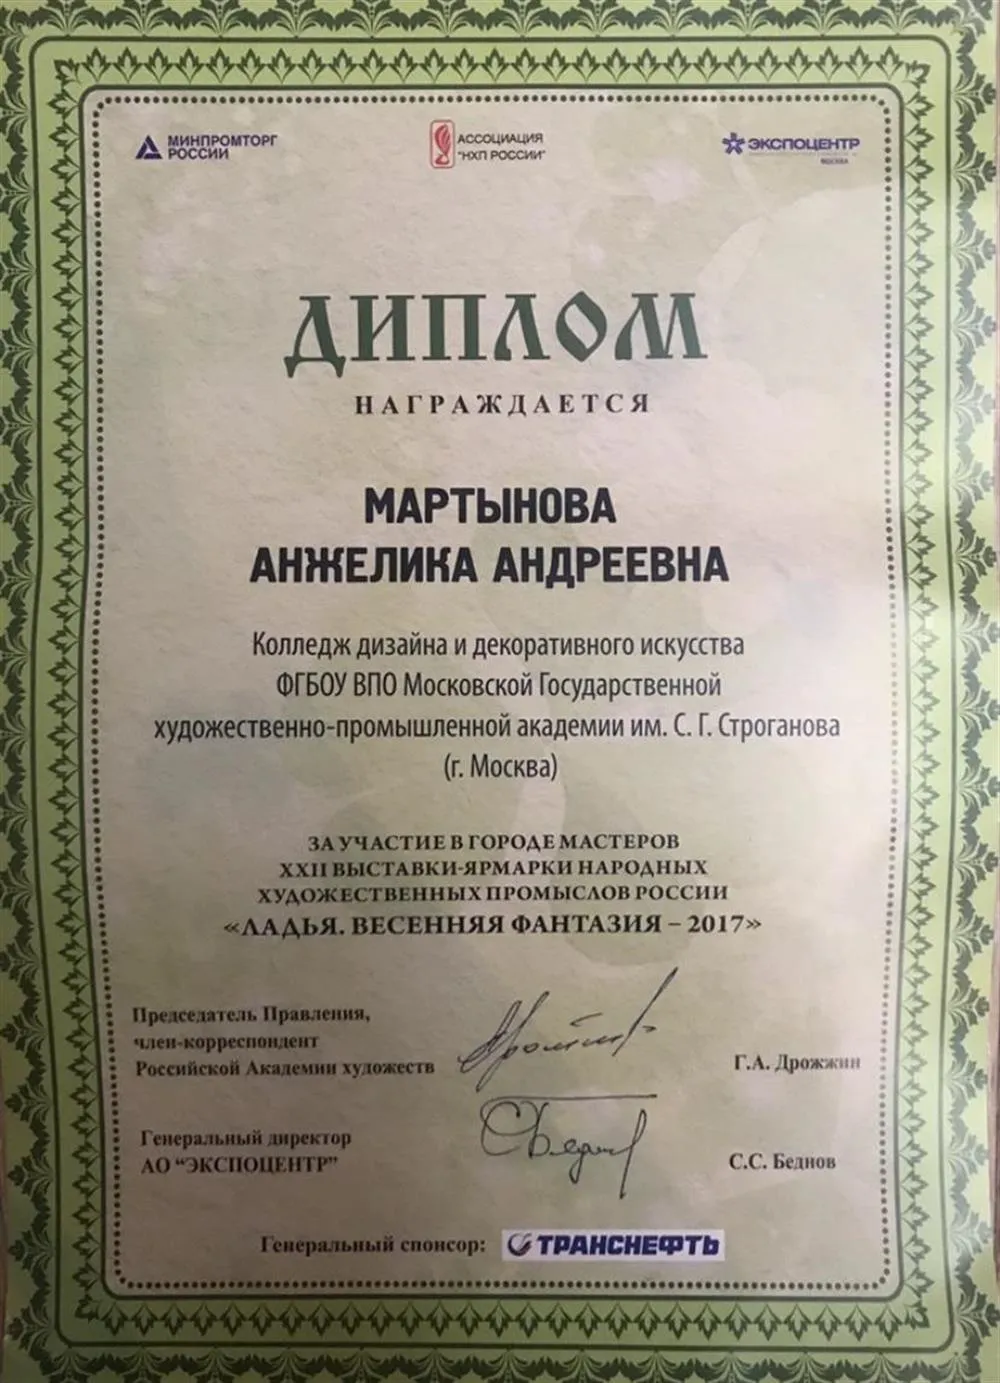 МИНПРОМТОРГ
РОССИИ
АССОЦИАЦИЯ
"НХП РОССИИ"
ЭКСПОЦЕНТР
МОСКВА
ДИПЛОМ
НАГРАЖДАЕТСЯ
МАРТЫНОВА
АНЖЕЛИКА АНДРЕЕВНА
Колледж дизайна и декоративного искусства
ФГБОУ ВПО Московской Государственной
художественно-промышленной академии им. С. Г. Строганова
(г. Москва)
ЗА УЧАСТИЕ В ГОРОДЕ МАСТЕРОВ
XXII ВЫСТАВКИ-ЯРМАРКИ НАРОДНЫХ
ХУДОЖЕСТВЕННЫХ ПРОМЫСЛОВ РОССИИ
«ЛАДЬЯ. ВЕСЕННЯЯ ФАНТАЗИЯ – 2017»
Председатель Правления,
член-корреспондент
Российской Академии художеств
Г.А. Дрожжин
Генеральный директор
АО "ЭКСПОЦЕНТР"
С.С. Беднов
Генеральный спонсор: ТРАНСНЕФТЬ